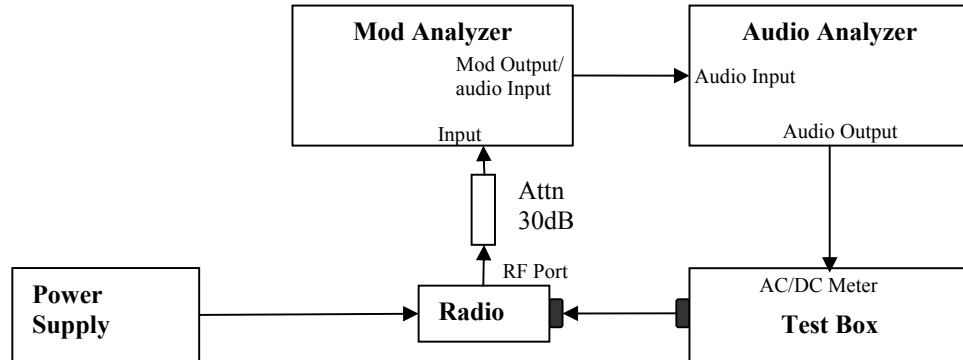 Mod Analyzer
Mod Output/
audio Input
Input
Audio Analyzer
Audio Input
Audio Output
Attn
30dB
RF Port
Power
Supply
Radio
AC/DC Meter
Test Box